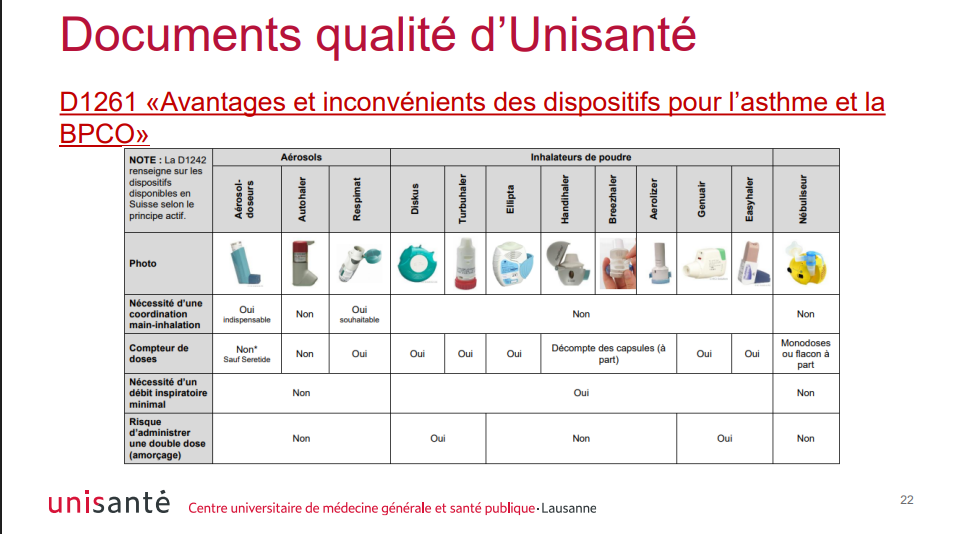 Documents qualité d’Unisanté
D1261 «Avantages et inconvénients des dispositifs pour l’asthme et la
BPCO»
NOTE : La D1242
renseigne sur les
dispositifs
disponibles en
Suisse selon le
principe actif.
Aérosols
Inhalateurs de poudre
Aérosol-
doseurs
Autohaler
Respimat
Diskus
Turbuhaler
Ellipta
Handihaler
Breezhaler
Aerolizer
Genuair
Easyhaler
Nébuliseur
Photo
Nécessité d’une
coordination
main-inhalation
Oui
indispensable
Non
Oui
souhaitable
Non
Non
Compteur de
doses
Non*
Sauf Seretide
Non
Oui
Oui
Oui
Oui
Décompte des capsules (à
part)
Oui
Oui
Monodoses
ou flacon à
part
Nécessité d’un
débit inspiratoire
minimal
Non
Oui
Non
Risque
d’administrer
une double dose
(amorçage)
Non
Oui
Non
Oui
Non
unisanté
Centre universitaire de médecine générale et santé publique · Lausanne
22